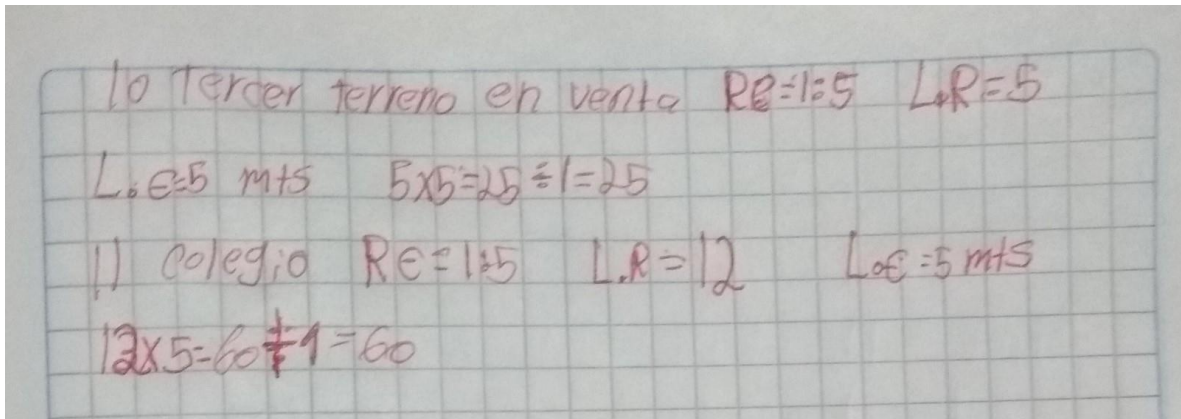 10 Tercer terreno en venta RE=1:5 L.R=5
L.E=5 mts 5x5=25÷1=25
11 colegio RE=1:5 L.R=12 L.E=5 mts
12x5=60÷1=60